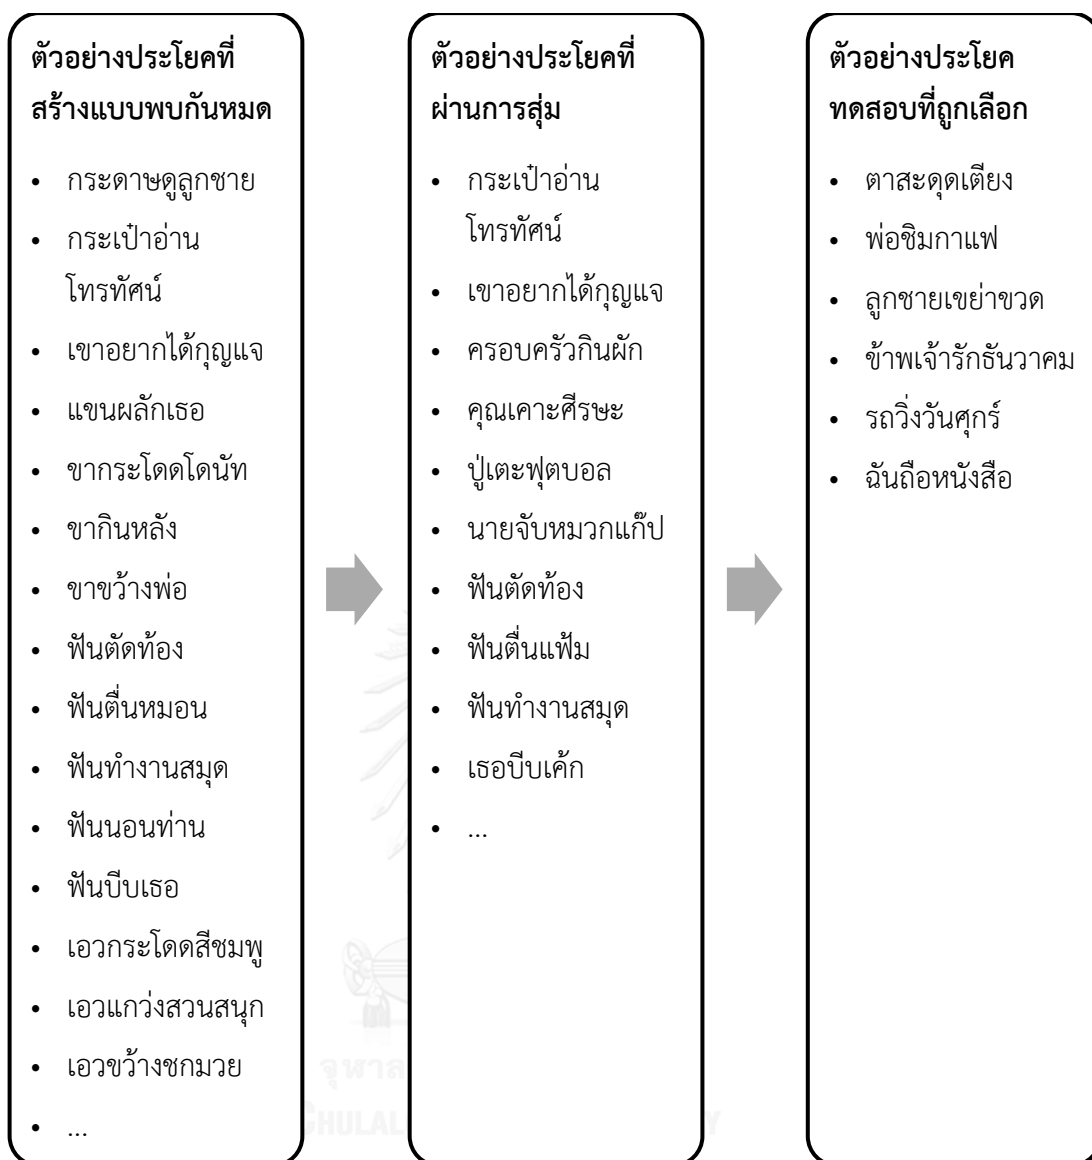 ตัวอย่างประโยคที่
สร้างแบบพบกันหมด
• กระดาษดูลูกชาย
• กระเป๋าอ่าน
โทรทัศน์
• เขาอยากได้กุญแจ
• แขนผลักเธอ
• ขากระโดดโดนัท
• ขากินหลัง
• ขาขว้างพ่อ
• ฟันตัดท้อง
• ฟันตื่นหมอน
• ฟันทำงานสมุด
• ฟันนอนท่าน
• ฟันบีบเธอ
• เอวกระโดดสีชมพู
• เอวแกว่งสวนสนุก
• เอวขว้างชกมวย
• ...
ตัวอย่างประโยคที่
ผ่านการสุ่ม
• กระเป๋าอ่าน
โทรทัศน์
• เขาอยากได้กุญแจ
• ครอบครัวกินผัก
• คุณเคาะศีรษะ
• ปู่เตะฟุตบอล
• นายจับหมวกแก๊ป
• ฟันตัดท้อง
• ฟันตื่นแฟ้ม
• ฟันทำงานสมุด
• เธอบีบเค้ก
• ...
ตัวอย่างประโยค
ทดสอบที่ถูกเลือก
• ตาสะดุดเตียง
• พ่อชิมกาแฟ
• ลูกชายเขย่าขวด
• ข้าพเจ้ารักธันวาคม
• รถวิ่งวันศุกร์
• ฉันถือหนังสือ